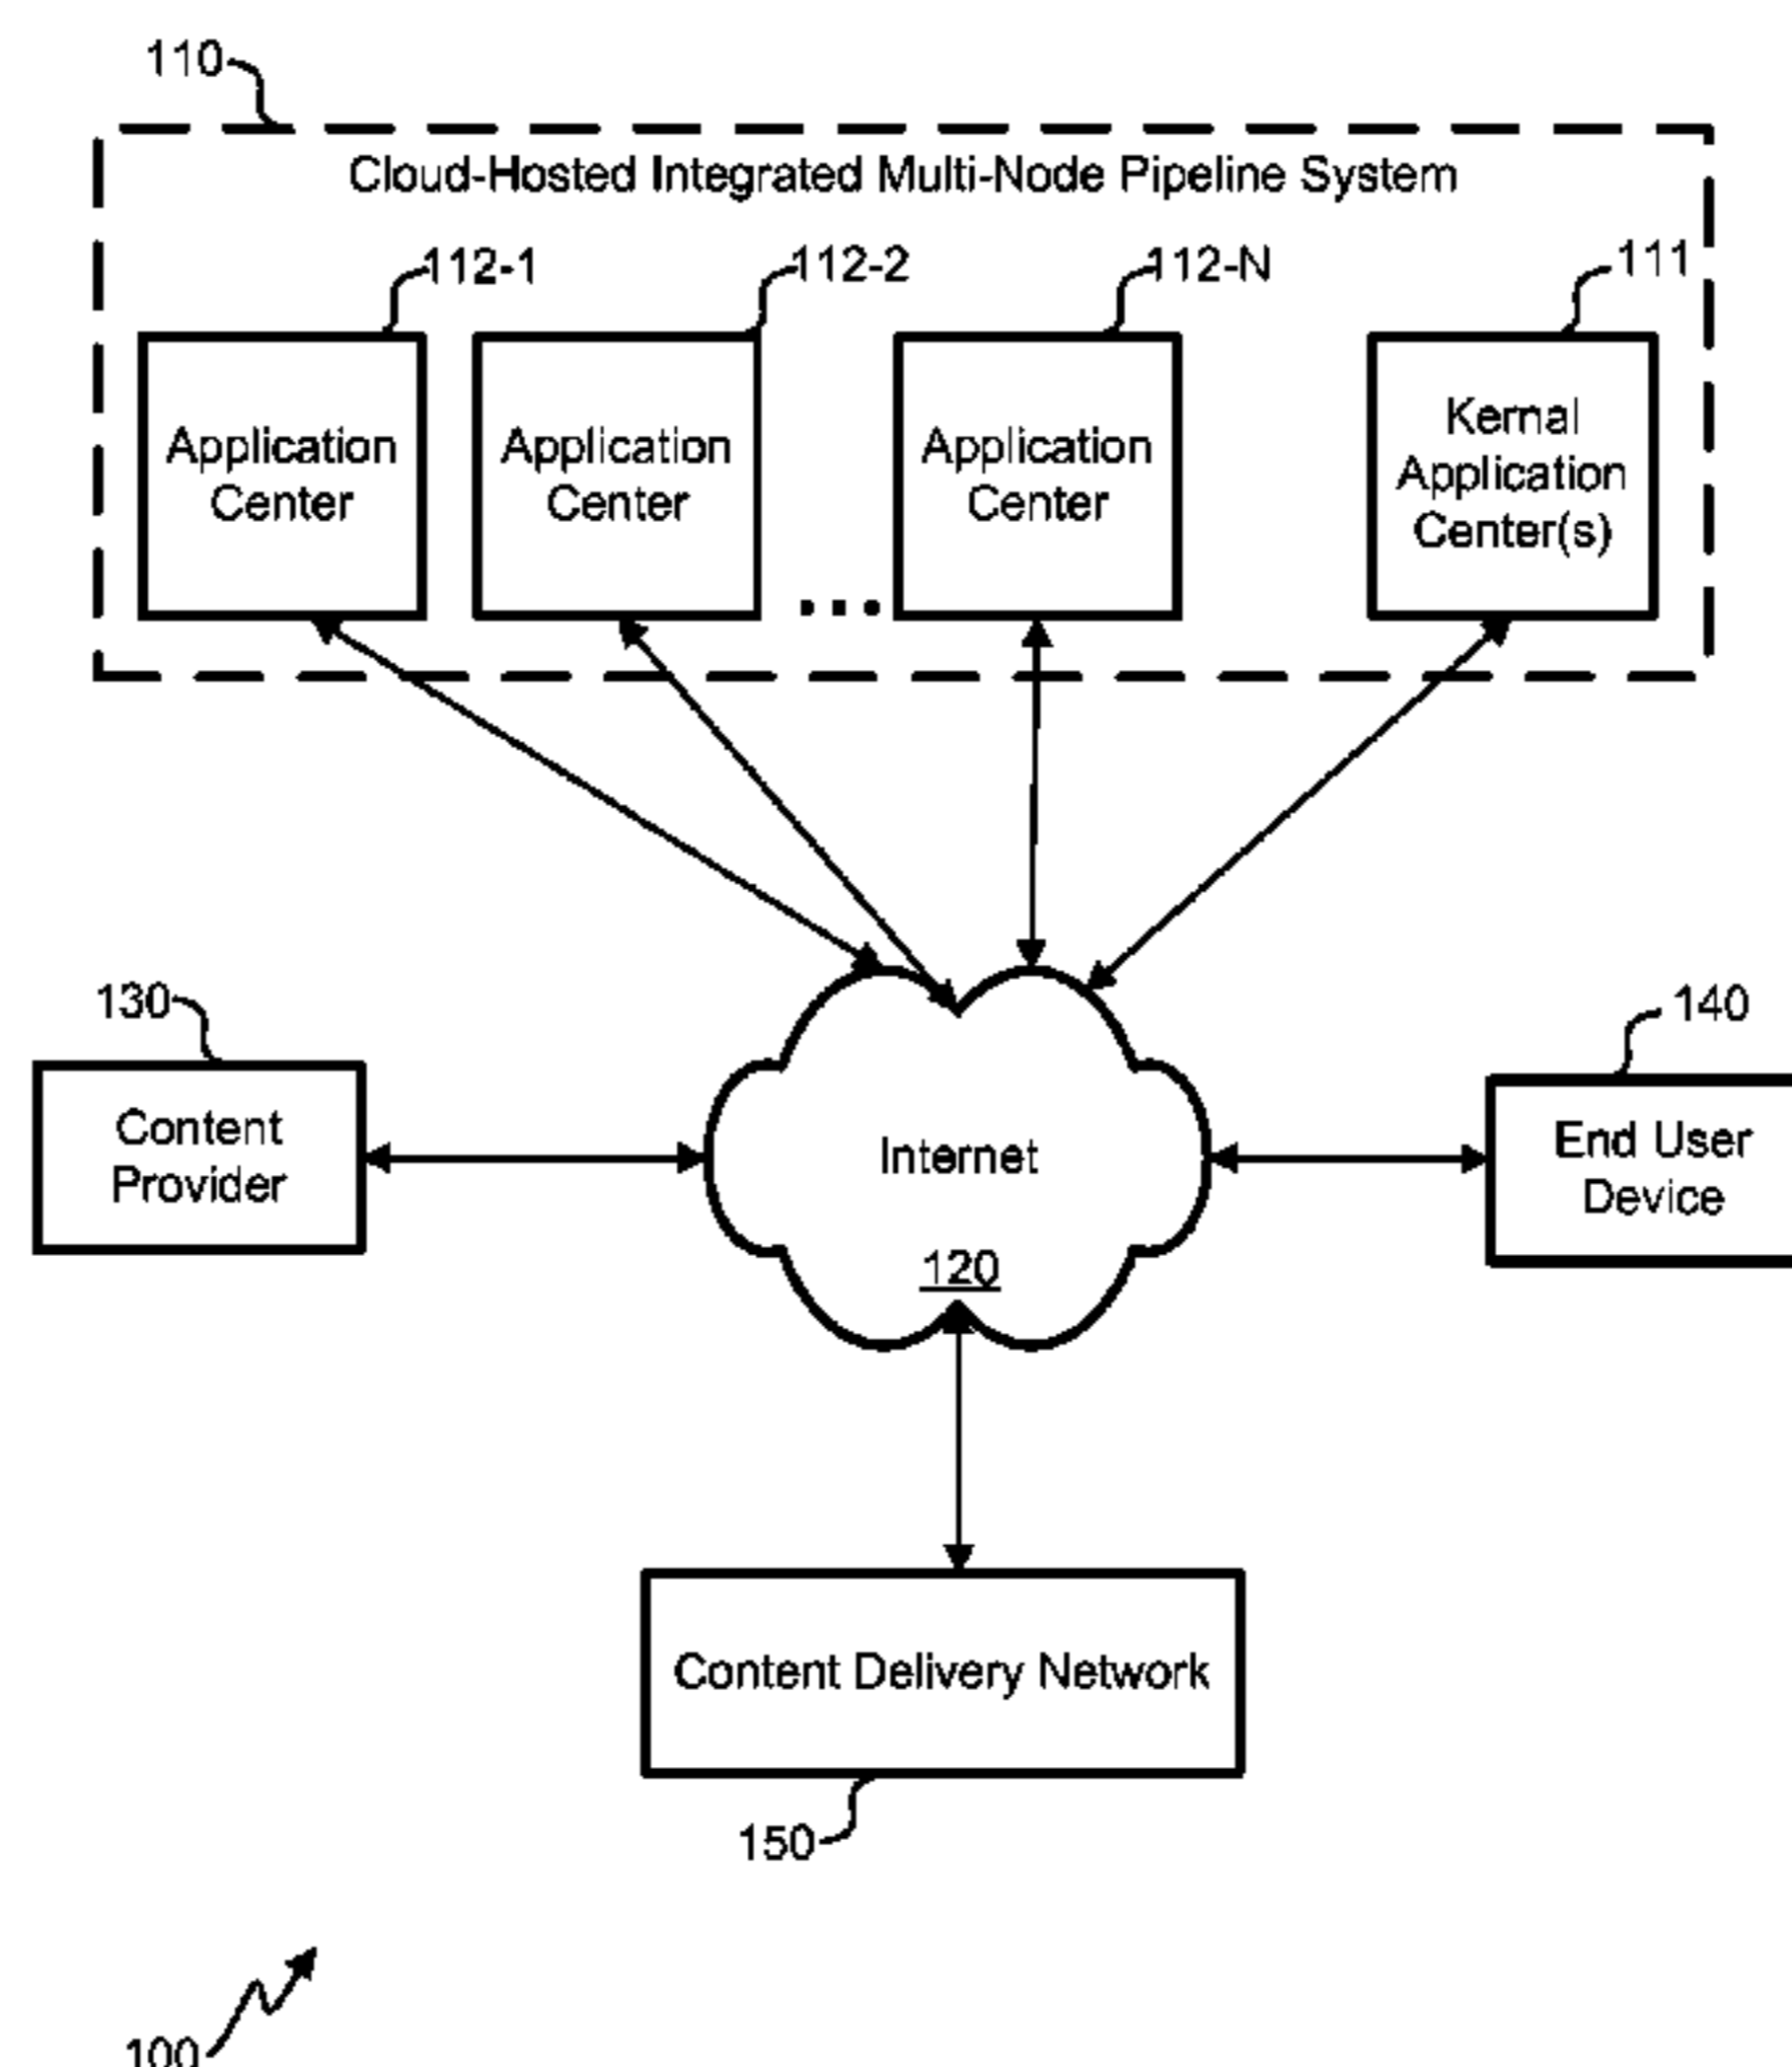 110
Cloud-Hosted Integrated Multi-Node Pipeline System
112-1
112-2
112-N
111
Application
Center
Application
Center
...
Application
Center
Kernal
Application
Center(s)
130
140
Content
Provider
Internet
120
End User
Device
Content Delivery Network
150
100